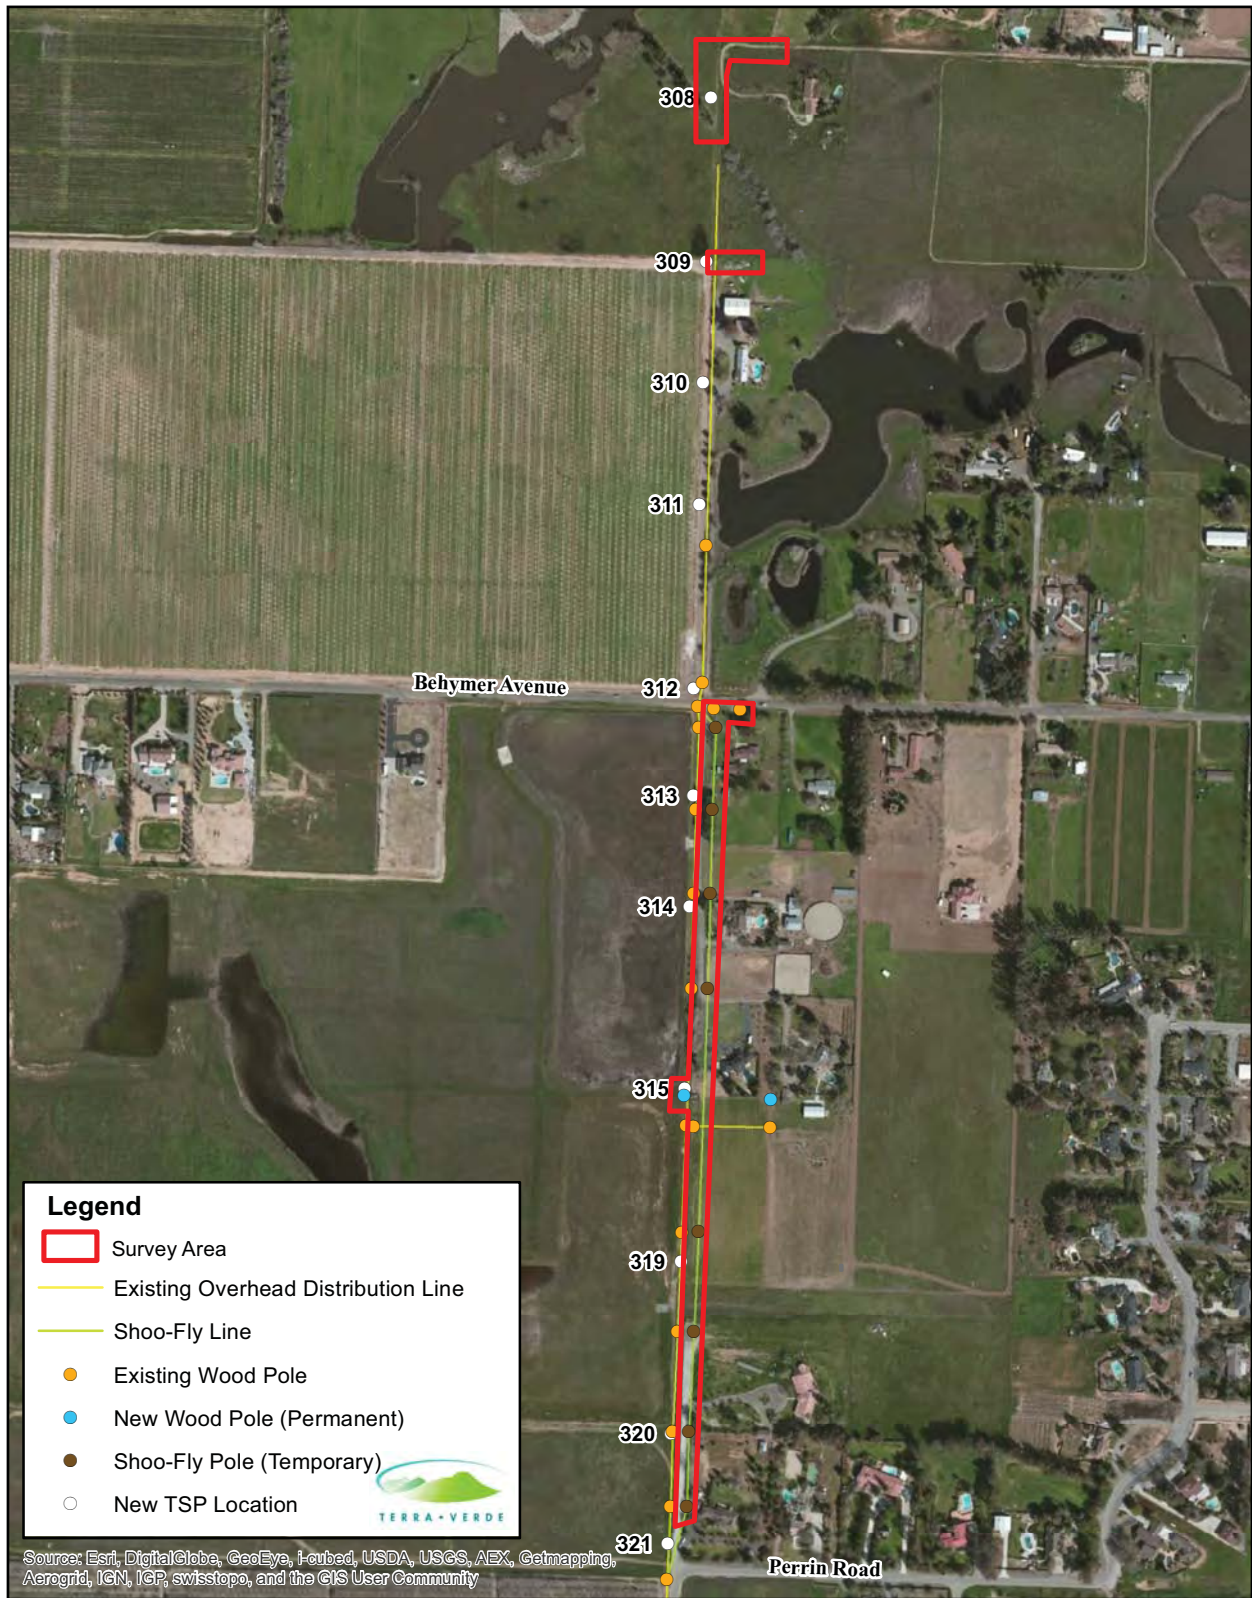 308
309
310
311
312
Behymer Avenue
313
314
315
319
320
321
Perrin Road
Legend
Survey Area
Existing Overhead Distribution Line
Shoo-Fly Line
Existing Wood Pole
New Wood Pole (Permanent)
Shoo-Fly Pole (Temporary)
New TSP Location
TERRA • VERDE
Source: Esri, DigitalGlobe, GeoEye, i-cubed, USDA, USGS, AEX, Getmapping,
Aerogrid, IGN, IGP, swisstopo, and the GIS User Community